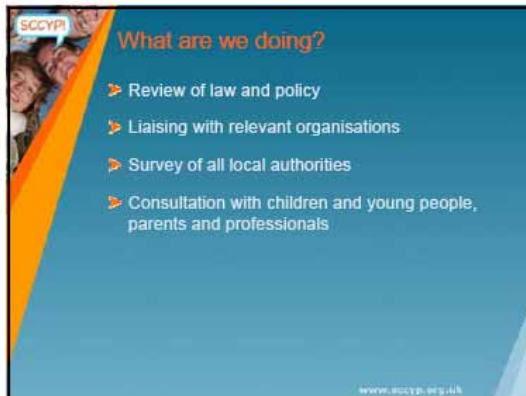 SCCYP!
What are we doing?
Review of law and policy
Liaising with relevant organisations
Survey of all local authorities
Consultation with children and young people,
parents and professionals
www.sccyp.org.uk